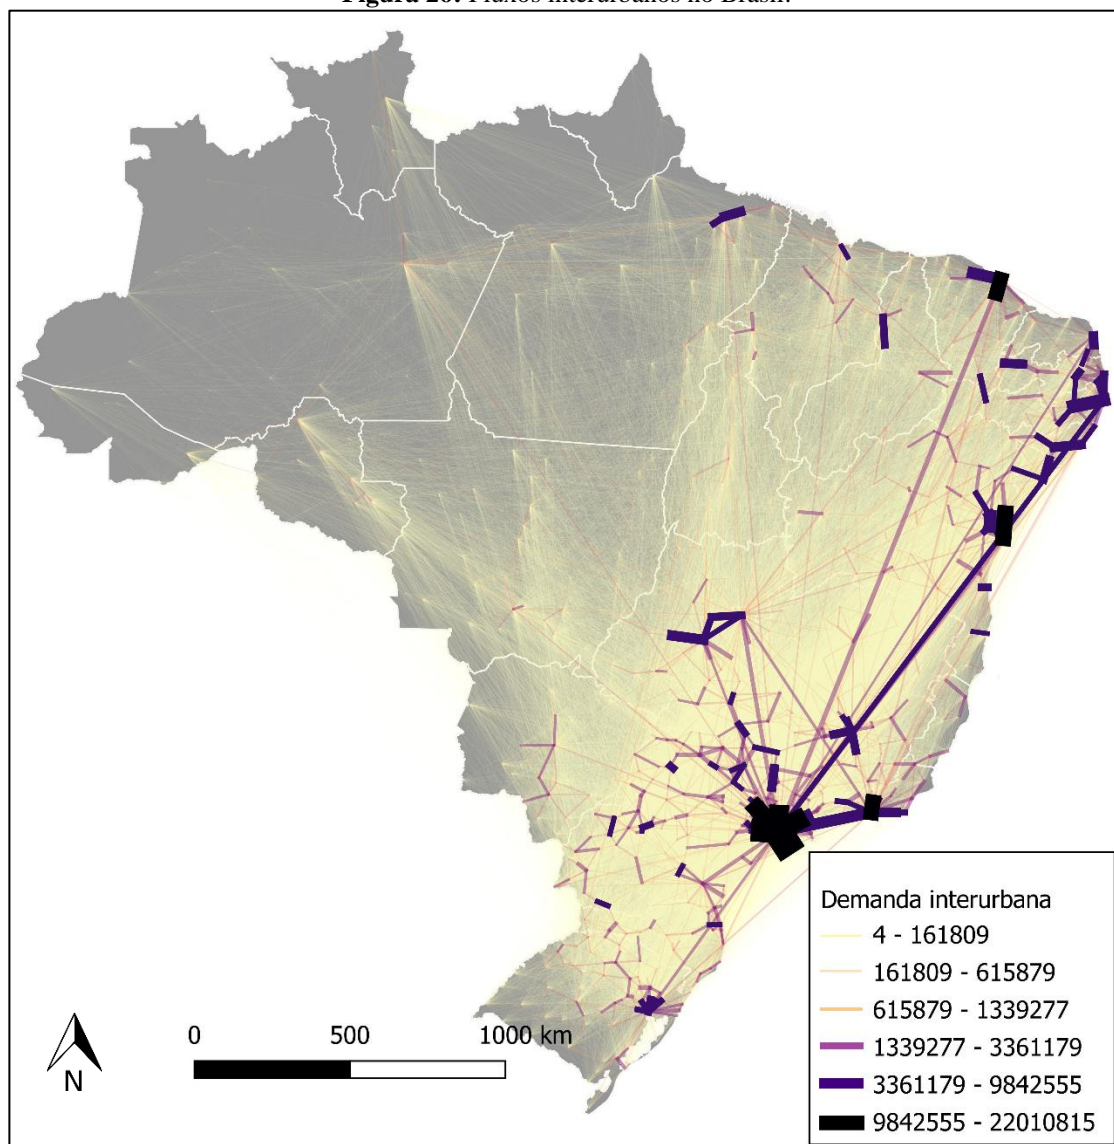 Figura 20: Fluxos interurbanos no Brasil.
Demanda interurbana
4 - 161809
161809 - 615879
615879 - 1339277
1339277 - 3361179
3361179 - 9842555
9842555 - 22010815
0 500 1000 km
N